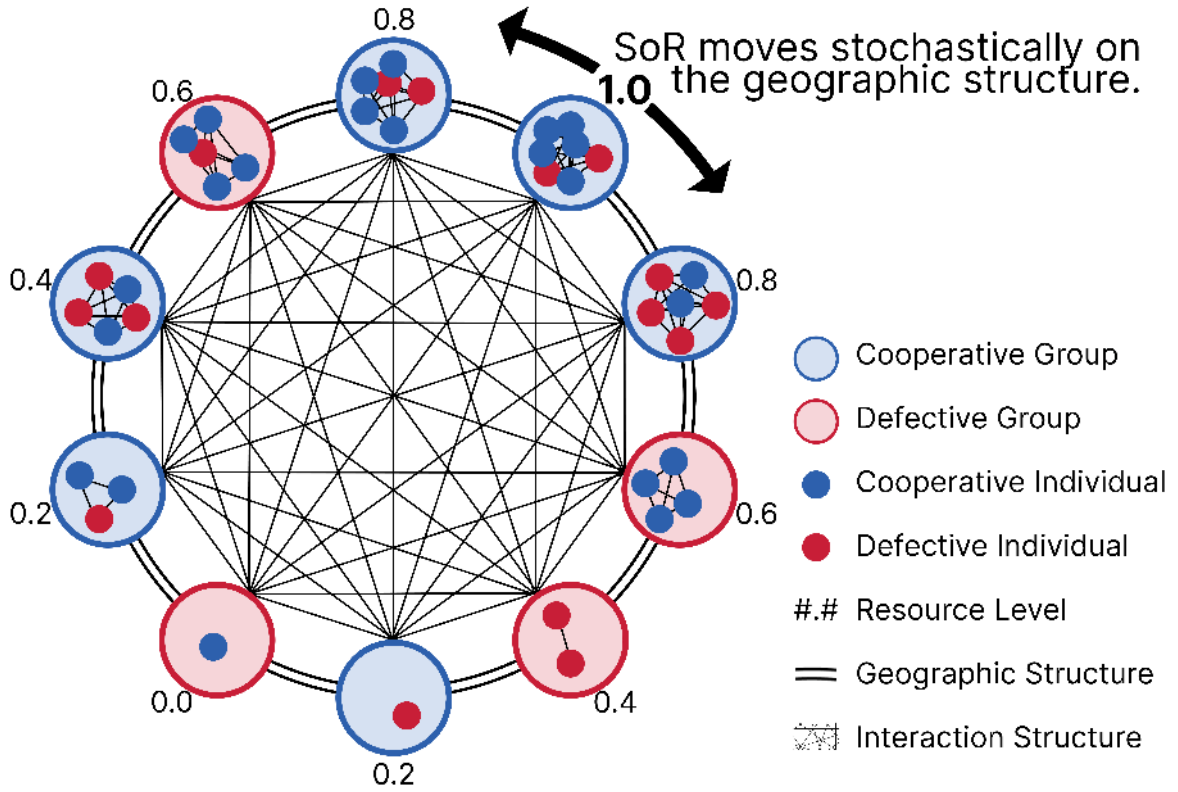 0.8
SoR moves stochastically on
1.0 the geographic structure.
0.6
0.4
0.8
Cooperative Group
Defective Group
Cooperative Individual
0.2
0.6
Defective Individual
#.# Resource Level
Geographic Structure
0.0
0.4
Interaction Structure
0.2